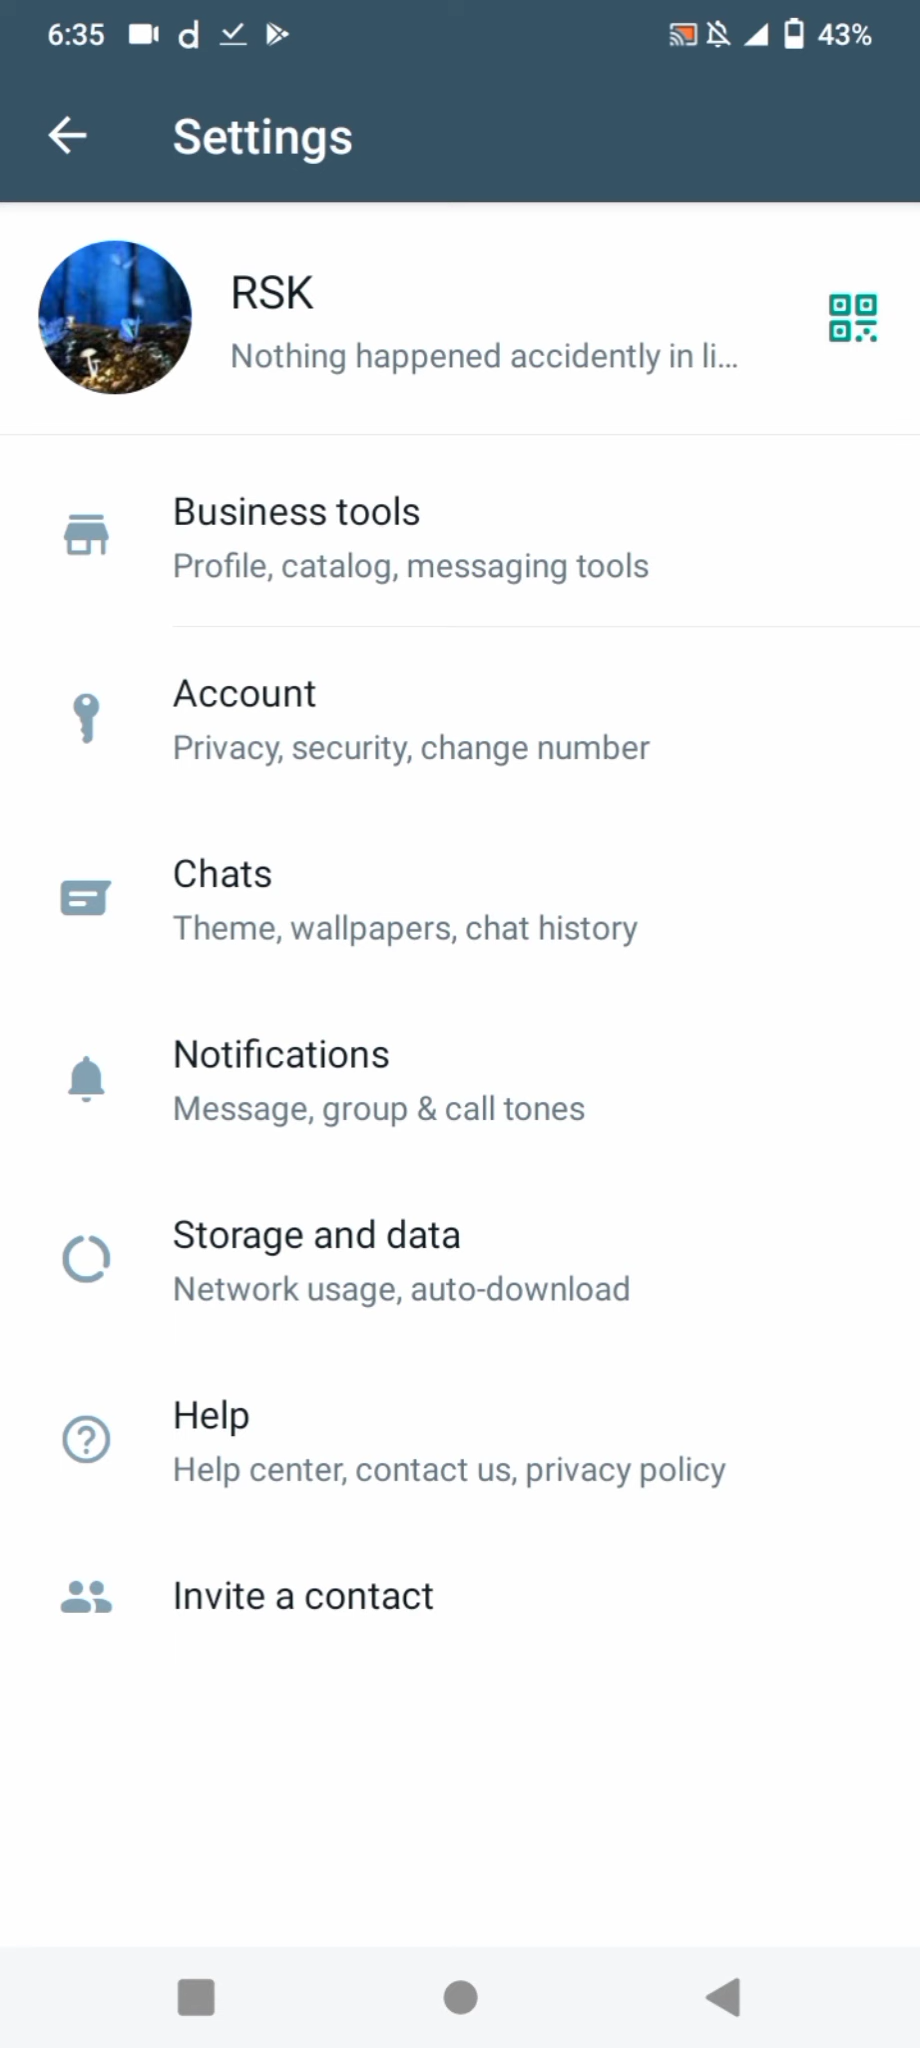 6:35 d 43%
Settings
RSK
Nothing happened accidently in li...
Business tools
Profile, catalog, messaging tools
Account
Privacy, security, change number
Chats
Theme, wallpapers, chat history
Notifications
Message, group & call tones
Storage and data
Network usage, auto-download
Help
Help center, contact us, privacy policy
Invite a contact